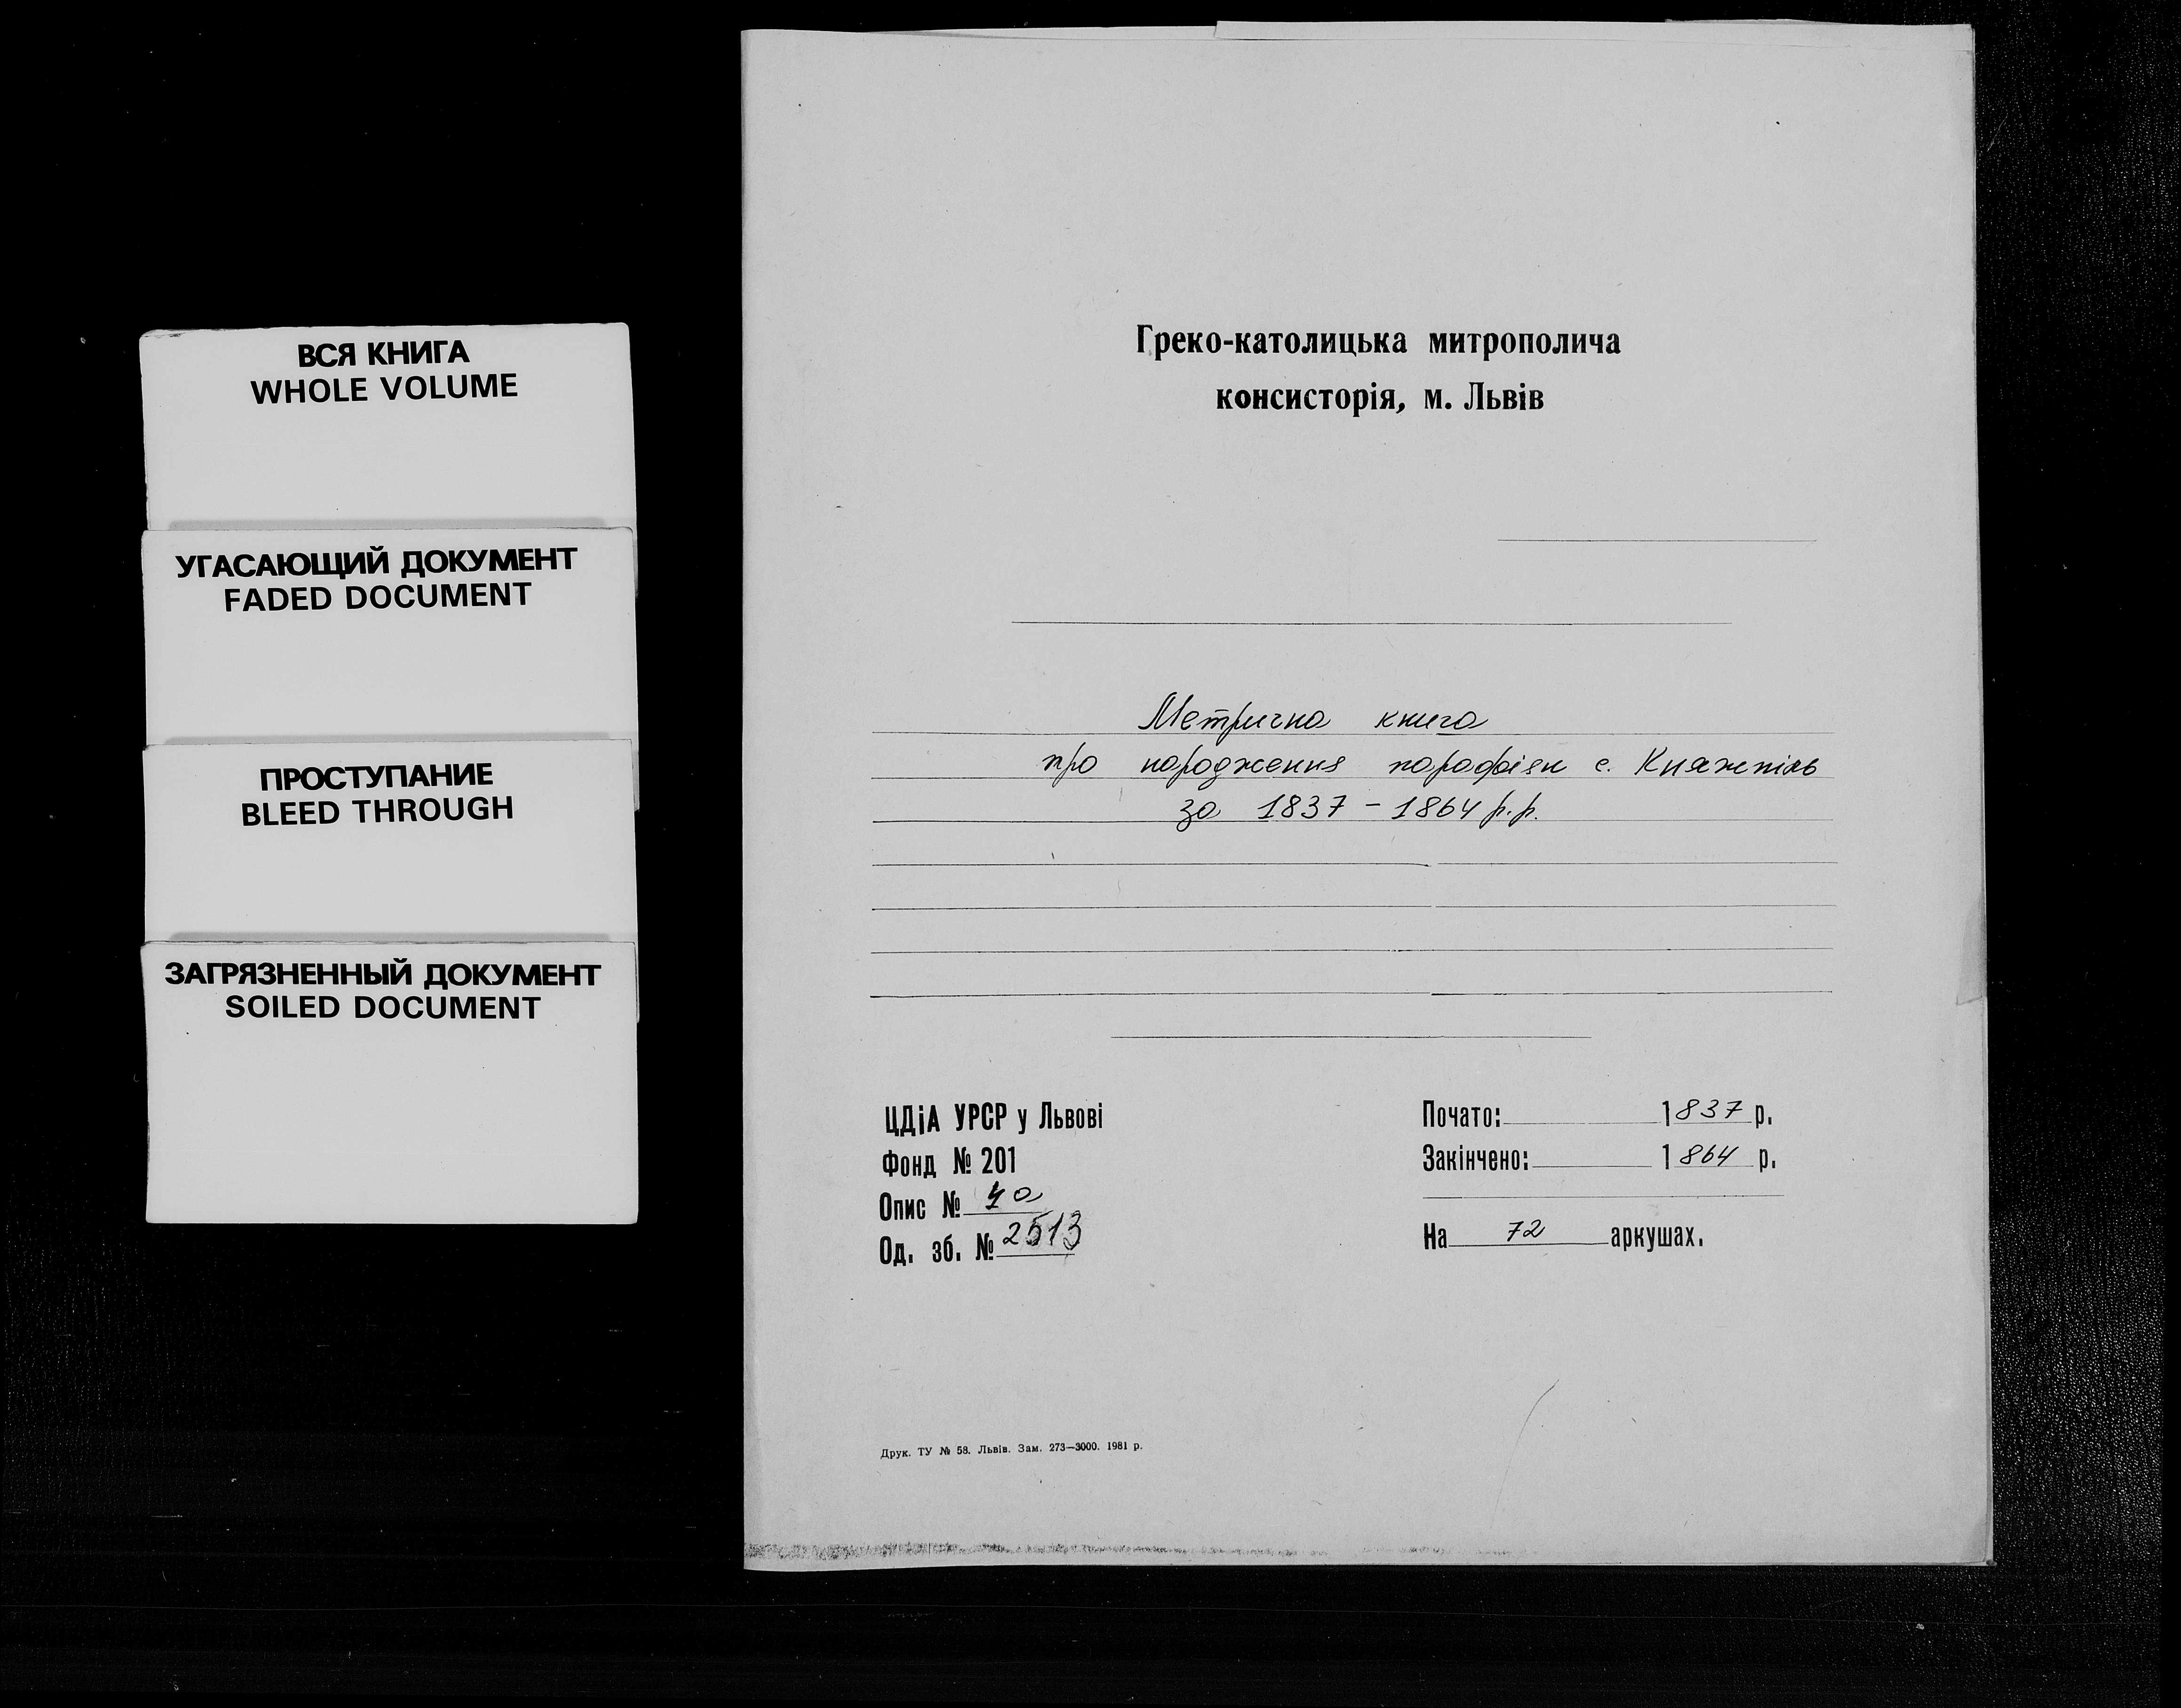 ВСЯ КНИГА
WHOLE VOLUME
УГАСАЮЩИЙ ДОКУМЕНТ
FADED DOCUMENT
ПРОСТУПАНИЕ
BLEED THROUGH
ЗАГРЯЗНЕННЫЙ ДОКУМЕНТ
SOILED DOCUMENT
Греко-католицька митрополича
консисторія, м. Львів
Метрична книга
про народження парафіян с. Княжпіль
за 1837 - 1864 р.р.
ЦДіА УРСР у Львові
Фонд № 201
Опис № 4а
Од. зб. № 2513
Почато: 1837 р.
Закінчено: 1864 р.
На 72 аркушах.
Друк. ТУ № 58. Львів. Зам. 273—3000. 1981 р.